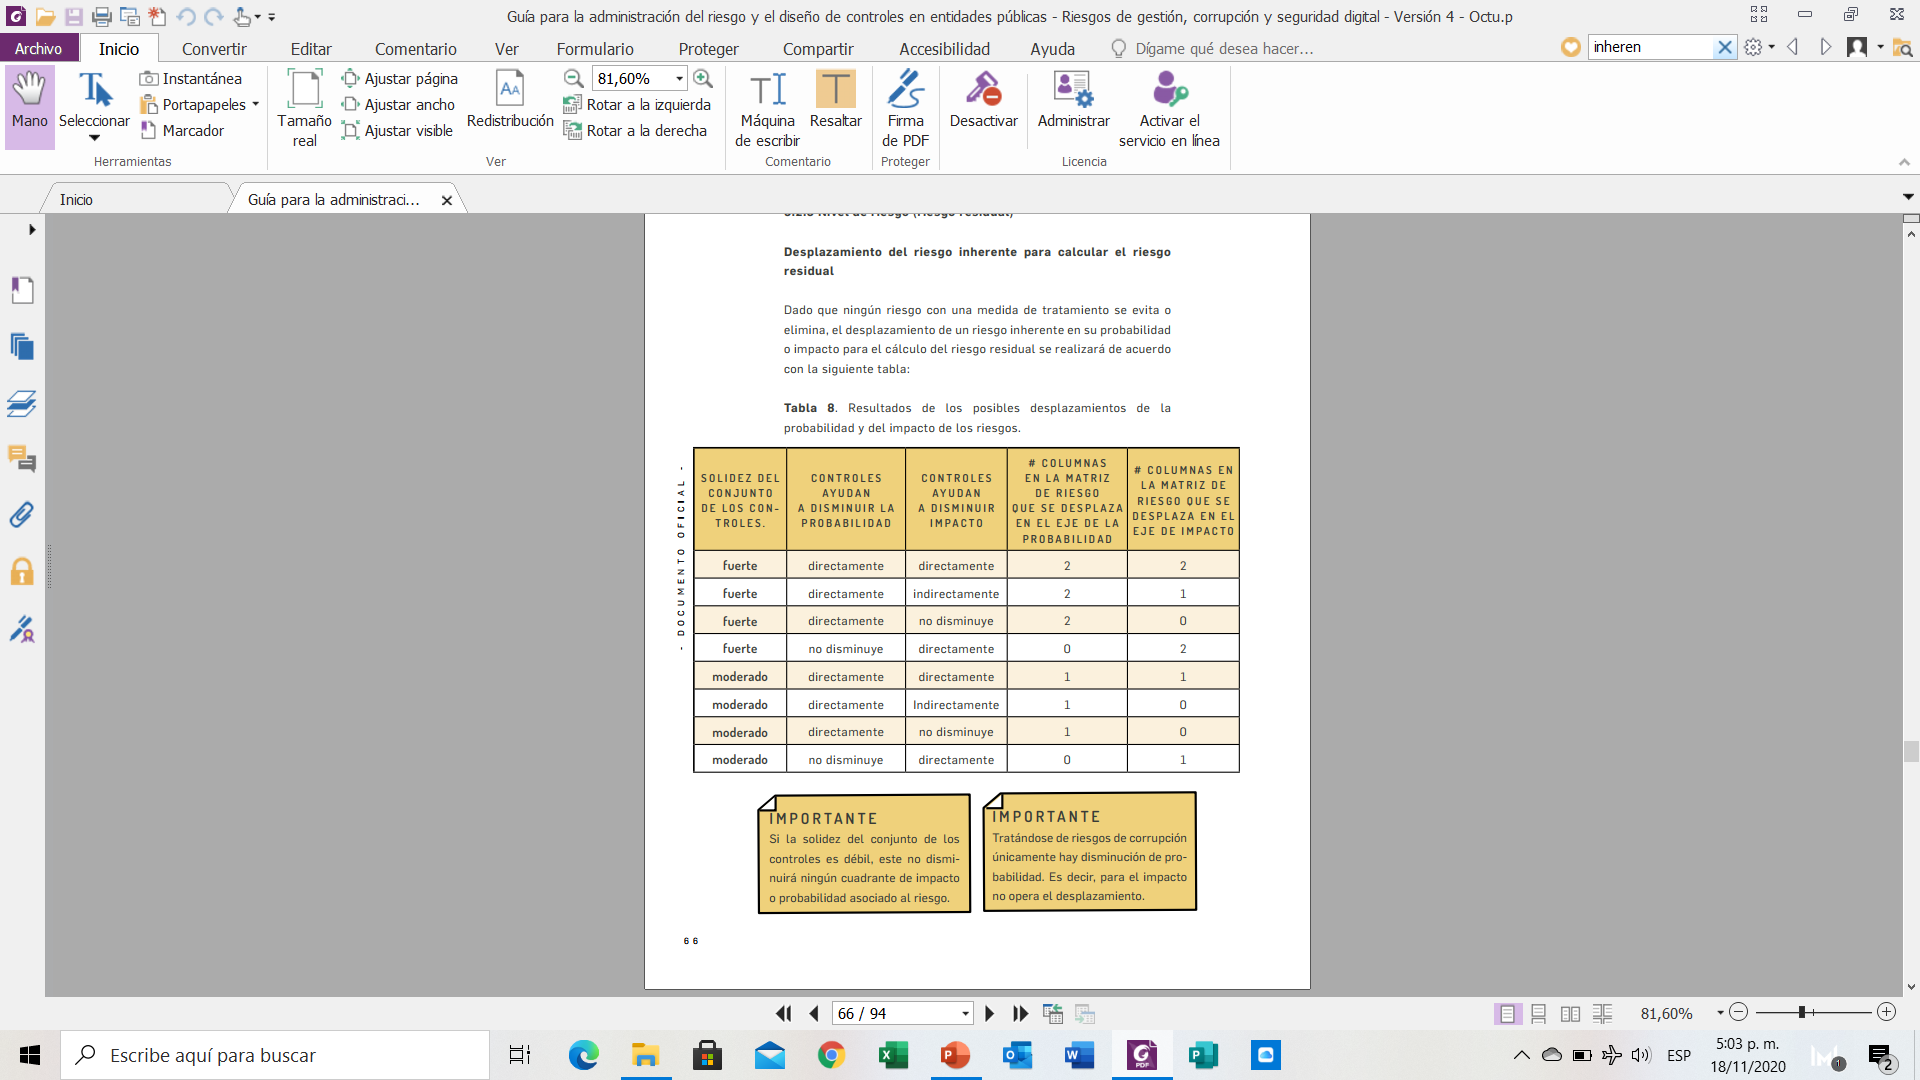 Guía para la administración del riesgo y el diseño de controles en entidades públicas - Riesgos de gestión, corrupción y seguridad digital - Versión 4 - Octu.p
Archivo Inicio Convertir Editar Comentario Ver Formulario Proteger Compartir Accesibilidad Ayuda Dígame qué desea hacer... inheren
Mano
Seleccionar
Instantánea
Portapapeles
Marcador
Herramientas
Tamaño
real
Ajustar página
Ajustar ancho
Ajustar visible
Redistribución
81,60%
Rotar a la izquierda
Rotar a la derecha
Ver
Máquina
de escribir
Resaltar
Comentario
Firma
de PDF
Proteger
Desactivar
Administrar
Activar el
servicio en línea
Licencia
Inicio
Guía para la administraci...
Desplazamiento del riesgo inherente para calcular el riesgo
residual
Dado que ningún riesgo con una medida de tratamiento se evita o
elimina, el desplazamiento de un riesgo inherente en su probabilidad
o impacto para el cálculo del riesgo residual se realizará de acuerdo
con la siguiente tabla:
Tabla 8. Resultados de los posibles desplazamientos de la
probabilidad y del impacto de los riesgos.
- DOCUMENTO OFICIAL -
SOLIDEZ DEL
CONJUNTO
DE LOS CON-
TROLES.
CONTROLES
AYUDAN
A DISMINUIR LA
PROBABILIDAD
CONTROLES
AYUDAN
A DISMINUIR
IMPACTO
# COLUMNAS
EN LA MATRIZ
DE RIESGO
QUE SE DESPLAZA
EN EL EJE DE LA
PROBABILIDAD
# COLUMNAS EN
LA MATRIZ DE
RIESGO QUE SE
DESPLAZA EN EL
EJE DE IMPACTO
fuerte directamente directamente 2 2
fuerte directamente indirectamente 2 1
fuerte directamente no disminuye 2 0
fuerte no disminuye directamente 0 2
moderado directamente directamente 1 1
moderado directamente Indirectamente 1 0
moderado directamente no disminuye 1 0
moderado no disminuye directamente 0 1
IMPORTANTE
Si la solidez del conjunto de los
controles es débil, este no dismi-
nuirá ningún cuadrante de impacto
o probabilidad asociado al riesgo.
IMPORTANTE
Tratándose de riesgos de corrupción
únicamente hay disminución de pro-
babilidad. Es decir, para el impacto
no opera el desplazamiento.
66
66 / 94
81,60%
Escribe aquí para buscar
ESP
5:03 p. m.
18/11/2020
1
2